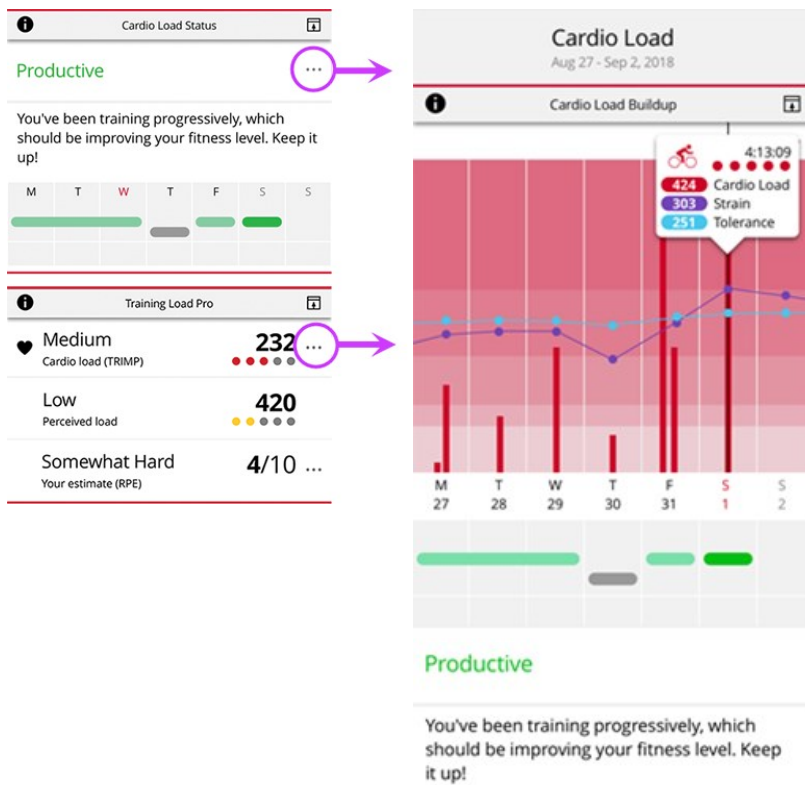 Cardio Load Status
Productive
...
You've been training progressively, which
should be improving your fitness level. Keep it
up!
M T W T F S S
Training Load Pro
Medium 232 ...
Cardio load (TRIMP)
Low 420
Perceived load
Somewhat Hard 4/10 ...
Your estimate (RPE)
Cardio Load
Aug 27 - Sep 2, 2018
Cardio Load Buildup
4:13:09
424 Cardio Load
303 Strain
251 Tolerance
M T W T F S S
27 28 29 30 31 1 2
Productive
You've been training progressively, which
should be improving your fitness level. Keep
it up!